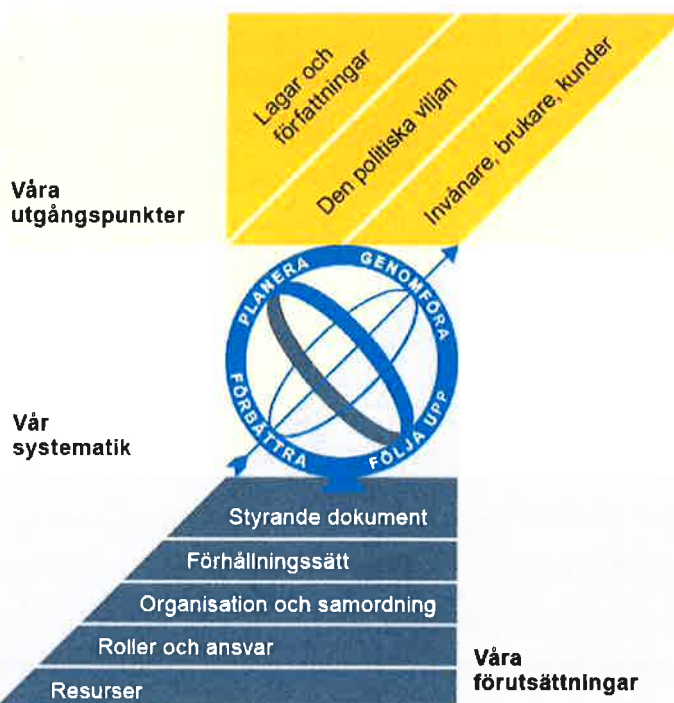 Lagar och
författningar
Den politiska viljan
Invånare, brukare, kunder
Våra
utgångspunkter
PLANERA
GENOMFÖRA
FÖLJA UPP
FÖRBÄTTRA
Vår
systematik
Styrande dokument
Förhållningssätt
Organisation och samordning
Roller och ansvar
Resurser
Våra
förutsättningar